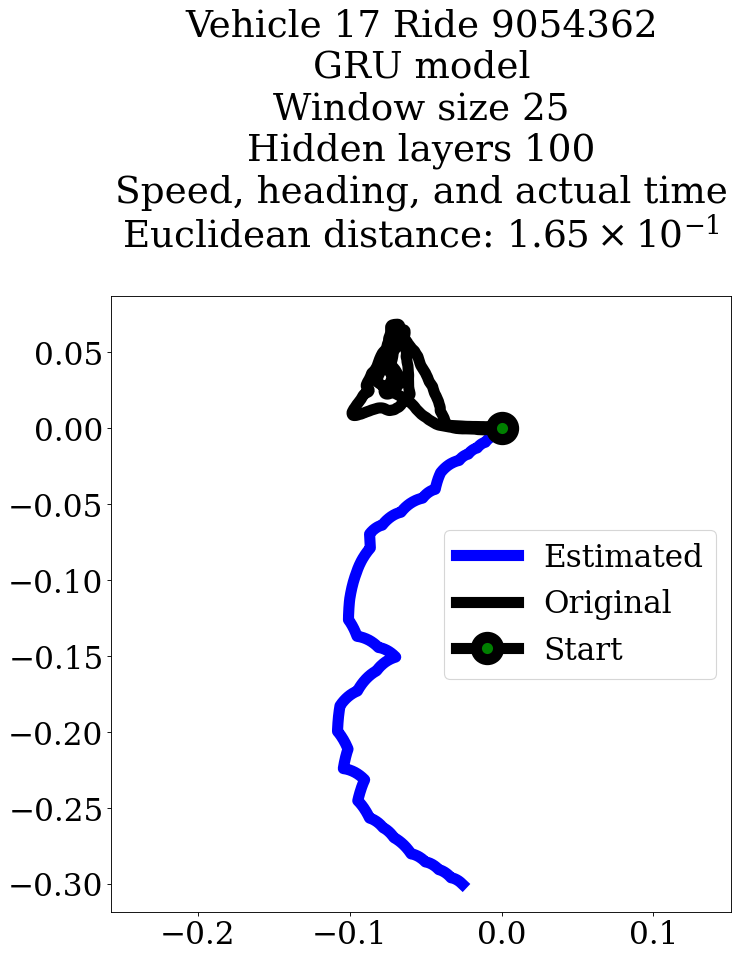 Vehicle 17 Ride 9054362
GRU model
Window size 25
Hidden layers 100
Speed, heading, and actual time
Euclidean distance: 1.65 × 10⁻¹
0.05
0.00
−0.05
−0.10
−0.15
−0.20
−0.25
−0.30
Estimated
Original
Start
−0.2
−0.1
0.0
0.1